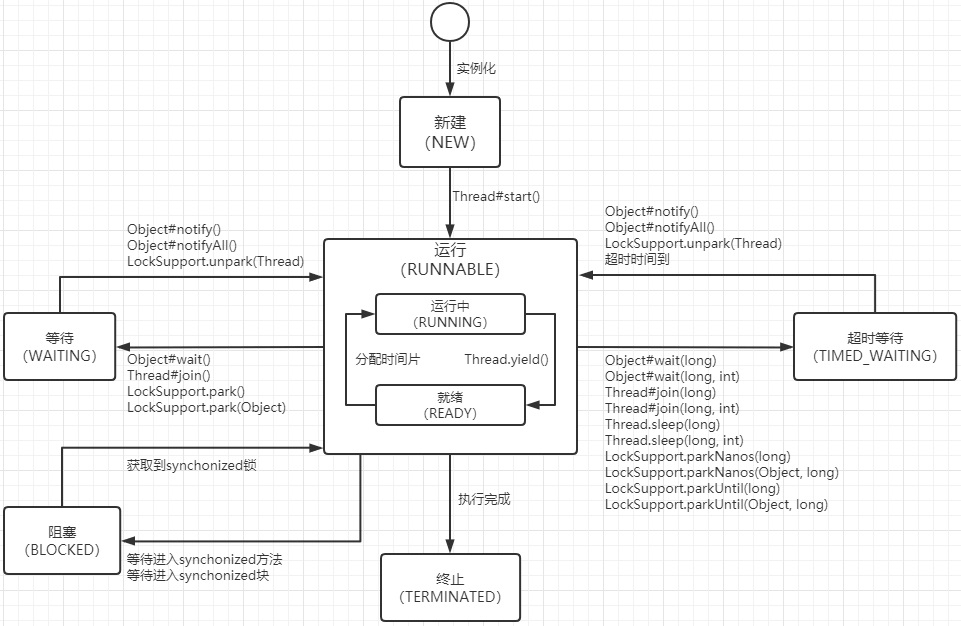 实例化
新建
（NEW）
Thread#start()
Object#notify()
Object#notifyAll()
LockSupport.unpark(Thread)
Object#notify()
Object#notifyAll()
LockSupport.unpark(Thread)
超时时间到
运行
（RUNNABLE）
运行中
（RUNNING）
分配时间片
Thread.yield()
就绪
（READY）
等待
（WAITING）
超时等待
（TIMED_WAITING）
Object#wait()
Thread#join()
LockSupport.park()
LockSupport.park(Object)
Object#wait(long)
Object#wait(long, int)
Thread#join(long)
Thread#join(long, int)
Thread.sleep(long)
Thread.sleep(long, int)
LockSupport.parkNanos(long)
LockSupport.parkNanos(Object, long)
LockSupport.parkUntil(long)
LockSupport.parkUntil(Object, long)
获取到synchonized锁
执行完成
阻塞
（BLOCKED）
等待进入synchonized方法
等待进入synchonized块
终止
（TERMINATED）